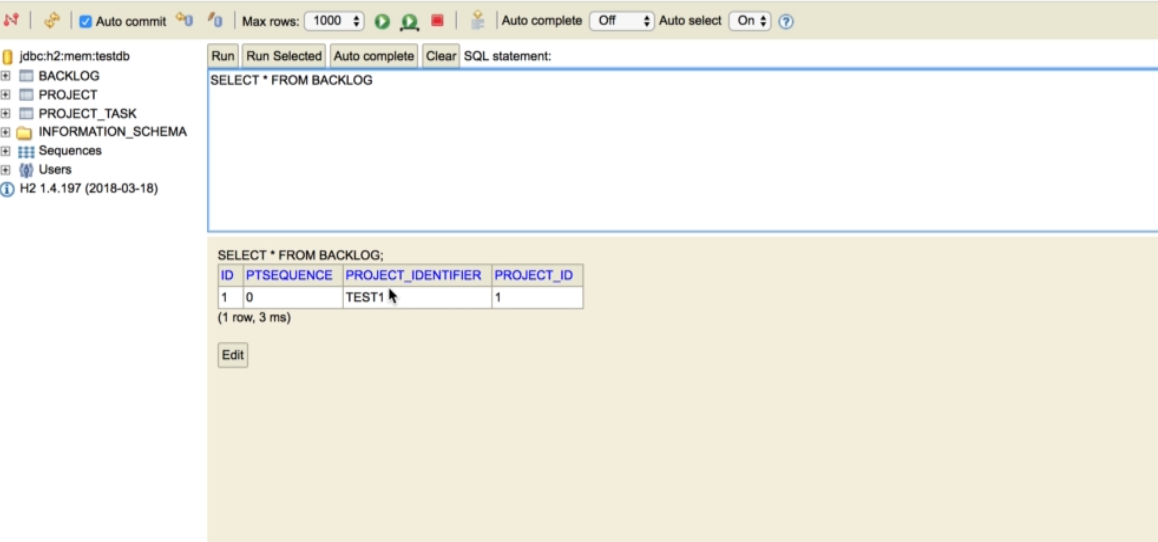 Auto commit Max rows: 1000 Auto complete Off Auto select On
jdbc:h2:mem:testdb
BACKLOG
PROJECT
PROJECT_TASK
INFORMATION_SCHEMA
Sequences
Users
H2 1.4.197 (2018-03-18)
Run Run Selected Auto complete Clear SQL statement:
SELECT * FROM BACKLOG
SELECT * FROM BACKLOG;
ID PTSEQUENCE PROJECT_IDENTIFIER PROJECT_ID
1 0 TEST1 1
(1 row, 3 ms)
Edit